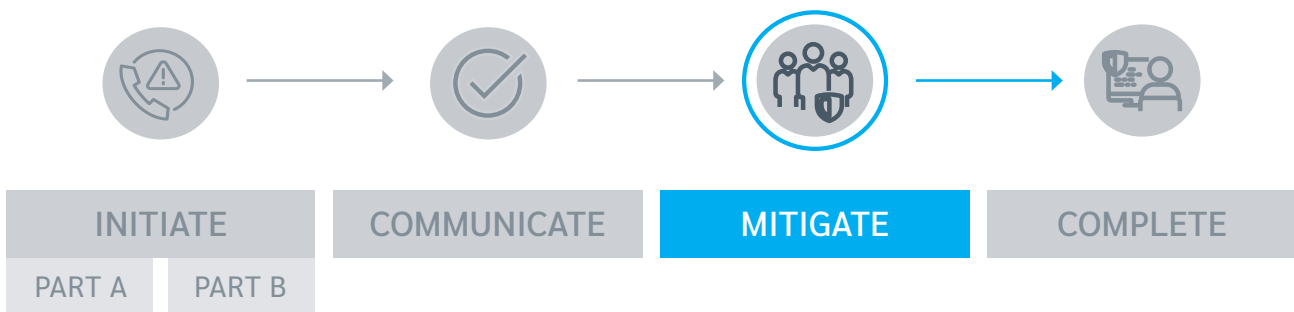 INITIATE
COMMUNICATE
MITIGATE
COMPLETE
PART A
PART B